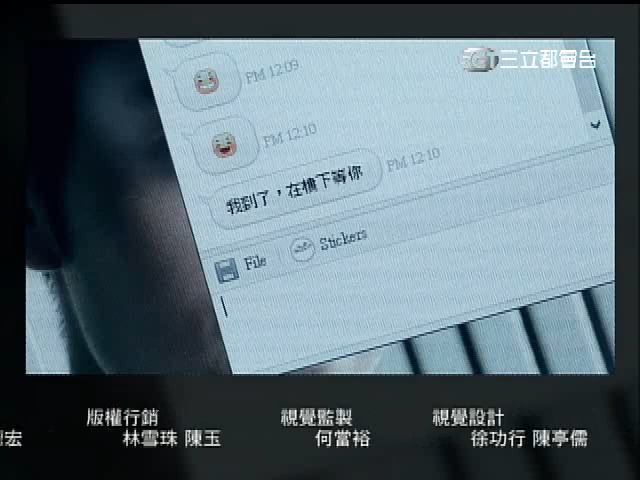 三立都會台
PM 12:09
PM 12:10
PM 12:10
我到了，在樓下等你
File
Stickers
版權行銷 視覺監製 視覺設計
宏 林雪珠 陳玉 何當裕 徐功行 陳亭儒